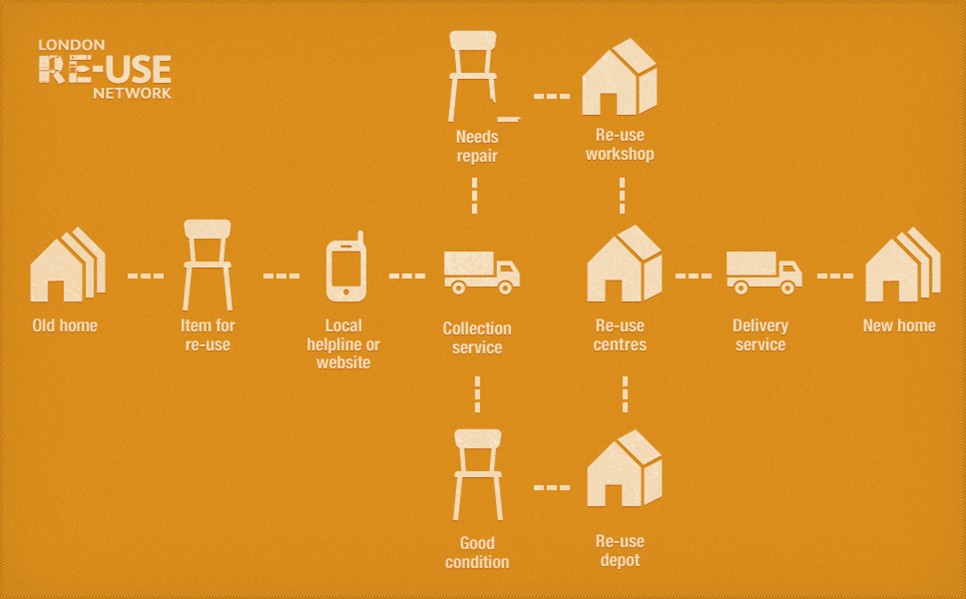 LONDON
RE-USE
NETWORK
Needs
repair
Re-use
workshop
Old home
Item for
re-use
Local
helpline or
website
Collection
service
Re-use
centres
Delivery
service
New home
Good
condition
Re-use
depot